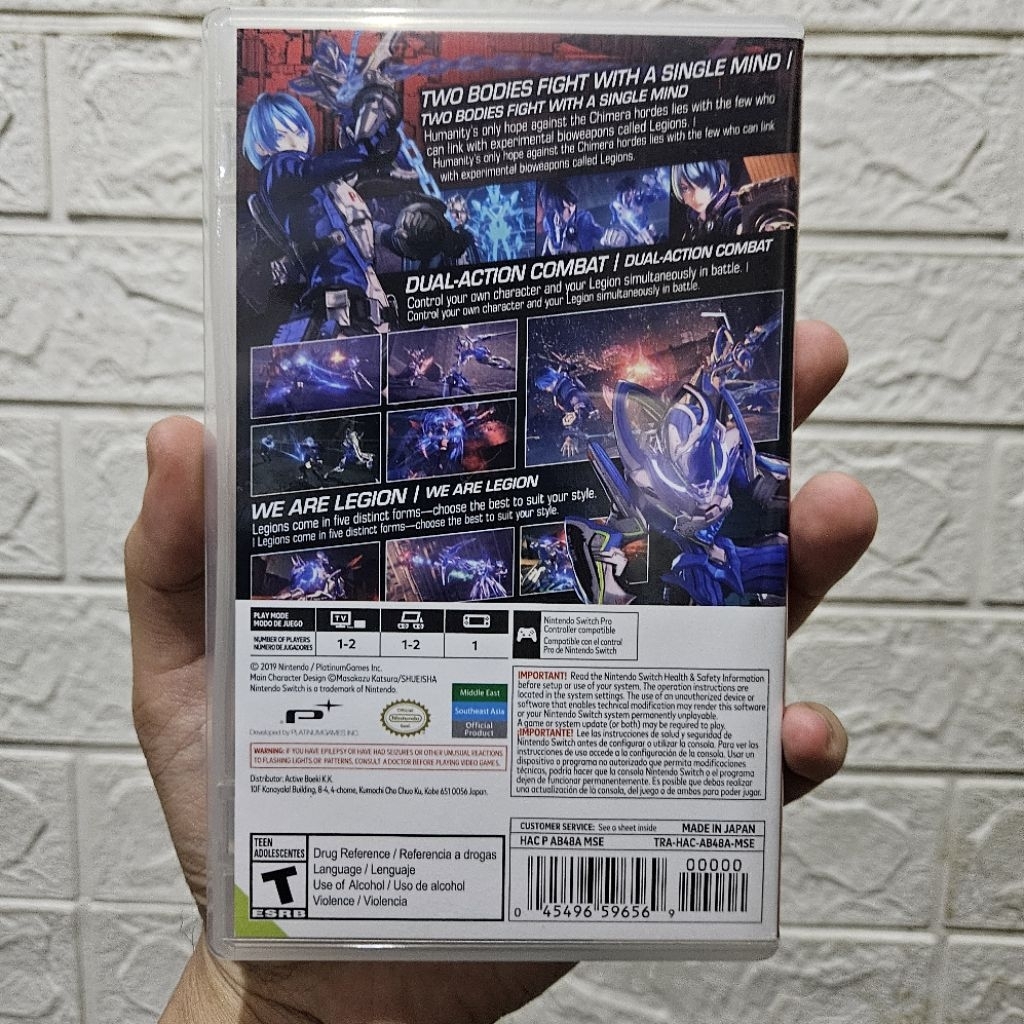 TWO BODIES FIGHT WITH A SINGLE MIND |
TWO BODIES FIGHT WITH A SINGLE MIND
Humanity's only hope against the Chimera hordes lies with the few who
can link with experimental bioweapons called Legions. |
Humanity's only hope against the Chimera hordes lies with the few who can link
with experimental bioweapons called Legions.
DUAL-ACTION COMBAT | DUAL-ACTION COMBAT
Control your own character and your Legion simultaneously in battle. |
Control your own character and your Legion simultaneously in battle.
WE ARE LEGION | WE ARE LEGION
Legions come in five distinct forms—choose the best to suit your style.
| Legions come in five distinct forms—choose the best to suit your style.
PLAY MODE
MODO DE JUEGO
TV
NUMBER OF PLAYERS
NÚMERO DE JUGADORES
1-2
1-2
1
Nintendo Switch Pro
Controller compatible
Compatible con el control
Pro de Nintendo Switch
© 2019 Nintendo / PlatinumGames Inc.
Main Character Design ©Masakazu Katsura/SHUEISHA
Nintendo Switch is a trademark of Nintendo.
P
Developed by PLATINUMGAMES INC.
Official
Nintendo
Seal
Middle East
Southeast Asia
Official
Product
WARNING: IF YOU HAVE EPILEPSY OR HAVE HAD SEIZURES OR OTHER UNUSUAL REACTIONS
TO FLASHING LIGHTS OR PATTERNS, CONSULT A DOCTOR BEFORE PLAYING VIDEO GAMES.
Distributor: Active Boeki K.K.
10F Kanayalal Building, 8-4, 4-chome, Kumochi Cho Chuo Ku, Kobe 651 0056 Japan.
IMPORTANT! Read the Nintendo Switch Health & Safety Information
before setup or use of your system. The operation instructions are
located in the system settings. The use of an unauthorized device or
software that enables technical modification may render this software
or your Nintendo Switch system permanently unplayable.
A game or system update (or both) may be required to play.
¡IMPORTANTE! Lee las instrucciones de salud y seguridad de
Nintendo Switch antes de configurar o utilizar la consola. Para ver las
instrucciones de uso accede a la configuración de la consola. Usar un
dispositivo o programa no autorizado que permita modificaciones
técnicas, podría hacer que la consola Nintendo Switch o el programa
dejen de funcionar permanentemente. Es posible que debas realizar
una actualización de la consola, del juego o de ambos para poder jugar.
TEEN
ADOLESCENTES
T
ESRB
Drug Reference / Referencia a drogas
Language / Lenguaje
Use of Alcohol / Uso de alcohol
Violence / Violencia
CUSTOMER SERVICE: See a sheet inside
MADE IN JAPAN
HAC P AB48A MSE
TRA-HAC-AB48A-MSE
00000
0 45496 59656 9